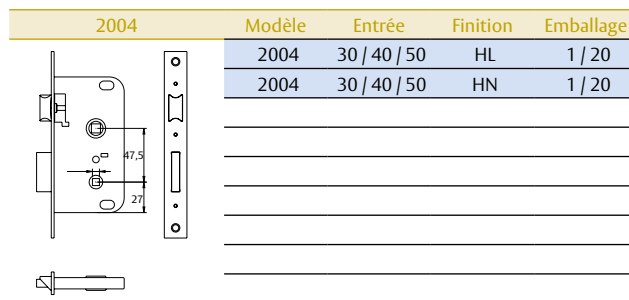 2004 Modèle Entrée Finition Emballage
2004 30 / 40 / 50 HL 1 / 20
2004 30 / 40 / 50 HN 1 / 20
47,5
27